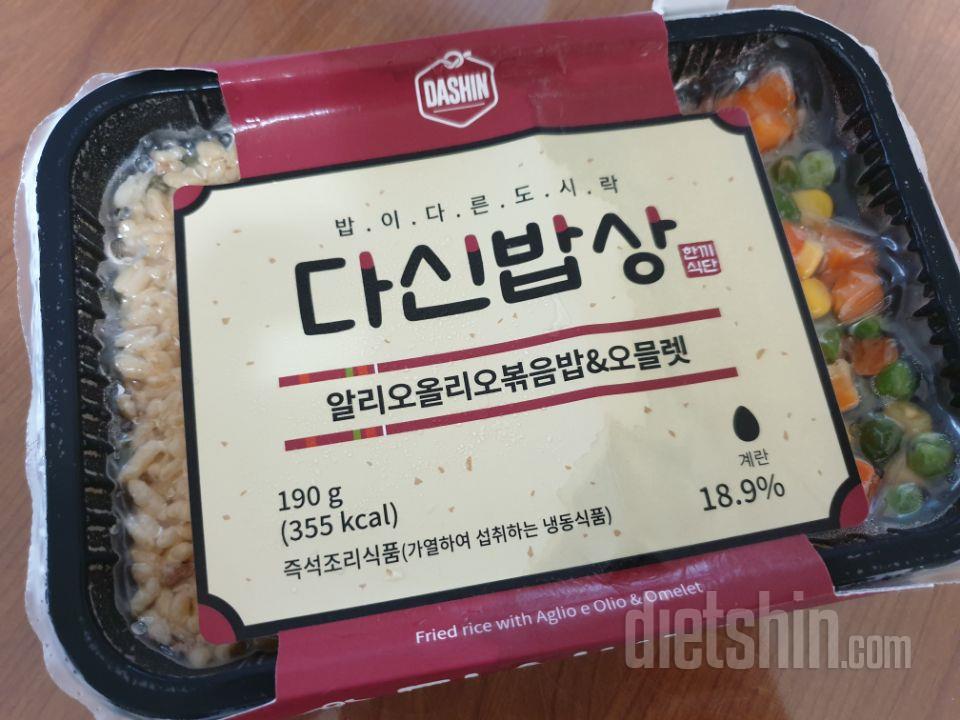 DASHIN
밥.이.다.른.도.시.락
다신밥상
한끼
식단
알리오올리오볶음밥&오믈렛
계란
18.9%
190 g
(355 kcal)
즉석조리식품(가열하여 섭취하는 냉동식품)
Fried rice with Aglio e Olio & Omelet
dietshin.com